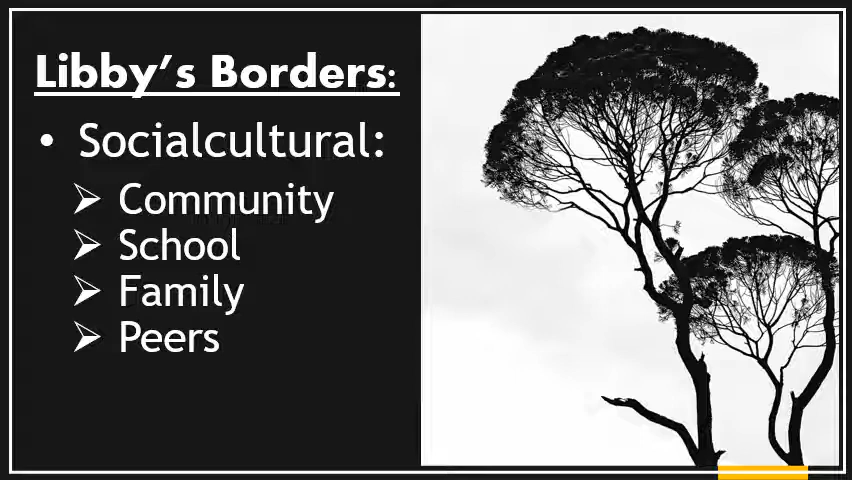 Libby’s Borders:
• Socialcultural:
➢ Community
➢ School
➢ Family
➢ Peers